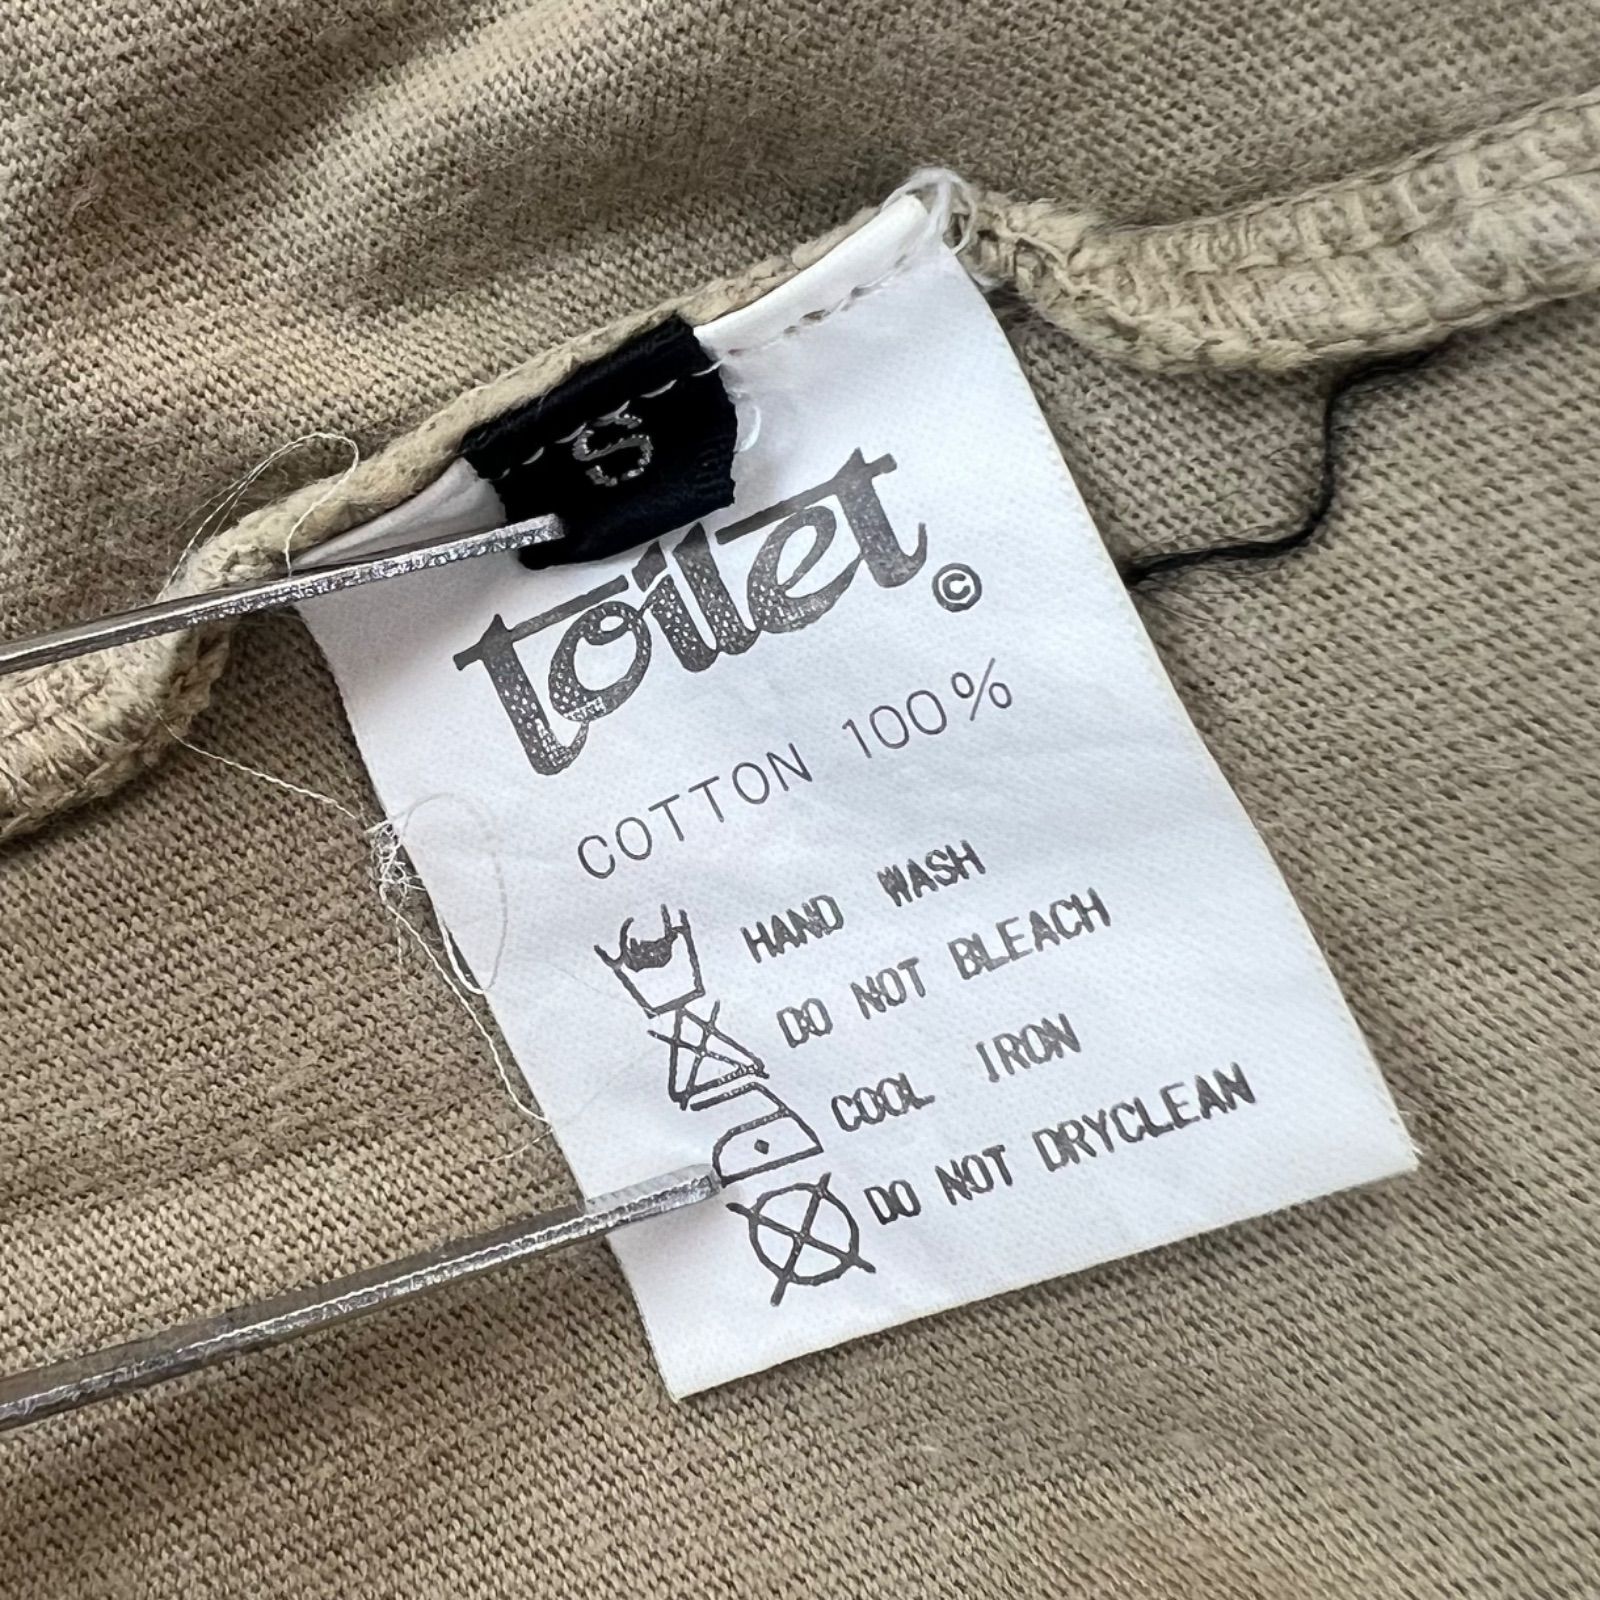 S
toilet ©
COTTON 100%
HAND WASH
DO NOT BLEACH
COOL IRON
DO NOT DRYCLEAN